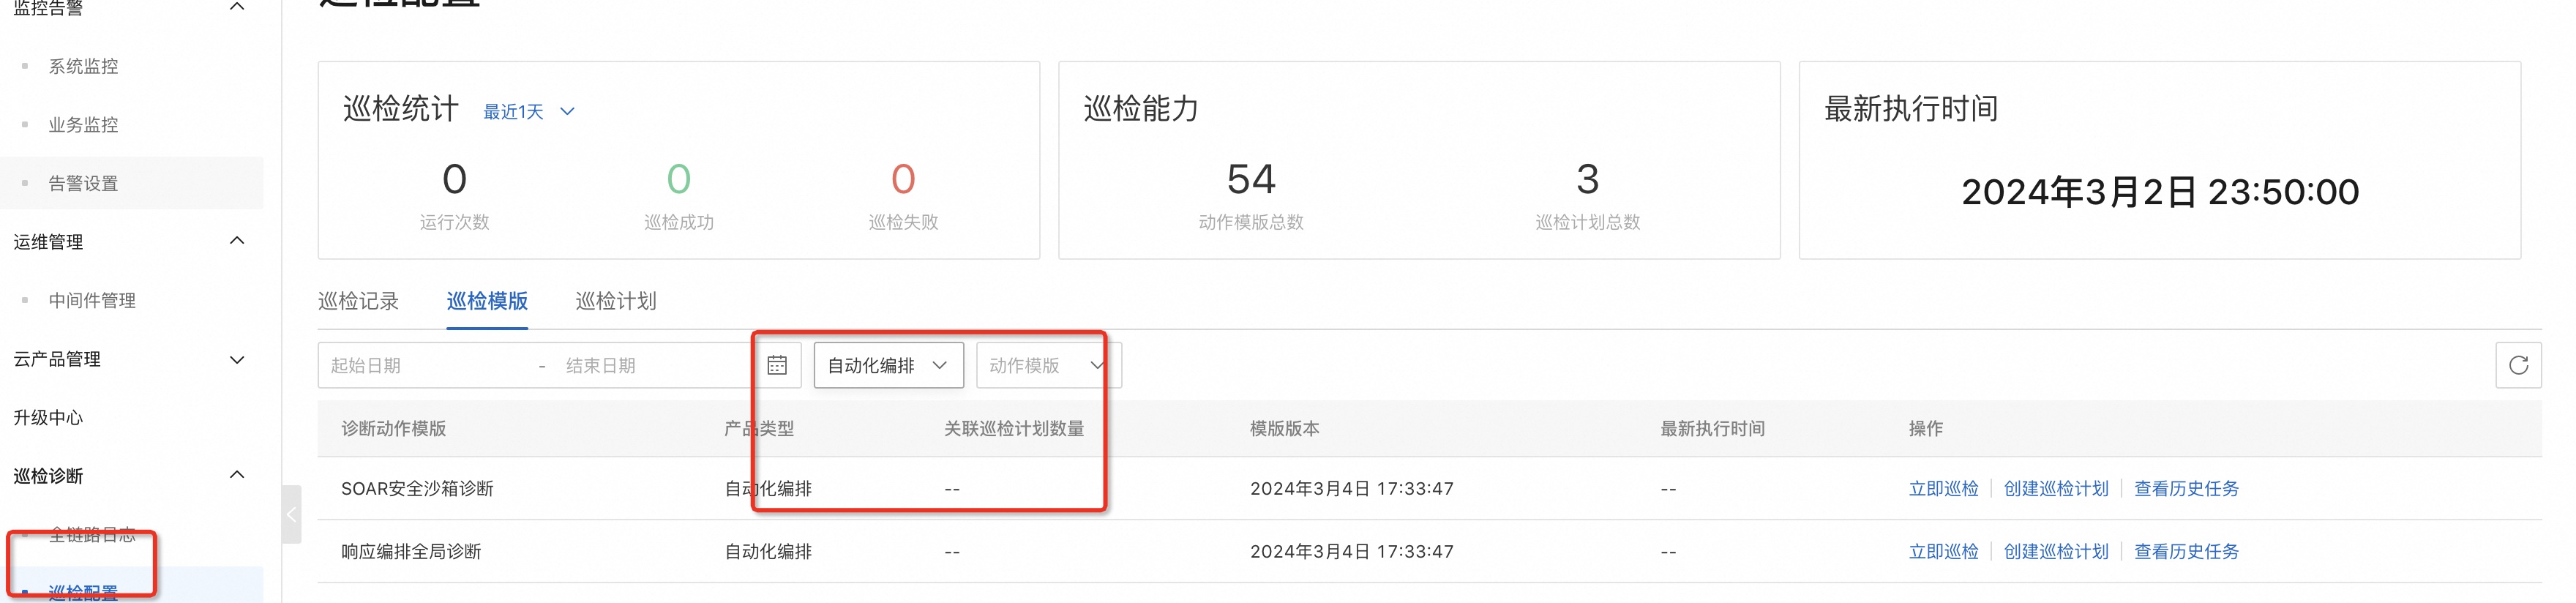 监控告警
系统监控
业务监控
告警设置
运维管理
中间件管理
云产品管理
升级中心
巡检诊断
全链路日志
巡检配置
巡检配置
巡检统计 最近1天
0 0 0
运行次数 巡检成功 巡检失败
巡检能力
54 3
动作模版总数 巡检计划总数
最新执行时间
2024年3月2日 23:50:00
巡检记录 巡检模版 巡检计划
起始日期 - 结束日期 自动化编排 动作模版
诊断动作模版 产品类型 关联巡检计划数量 模版版本 最新执行时间 操作
SOAR安全沙箱诊断 自动化编排 -- 2024年3月4日 17:33:47 -- 立即巡检 创建巡检计划 查看历史任务
响应编排全局诊断 自动化编排 -- 2024年3月4日 17:33:47 -- 立即巡检 创建巡检计划 查看历史任务